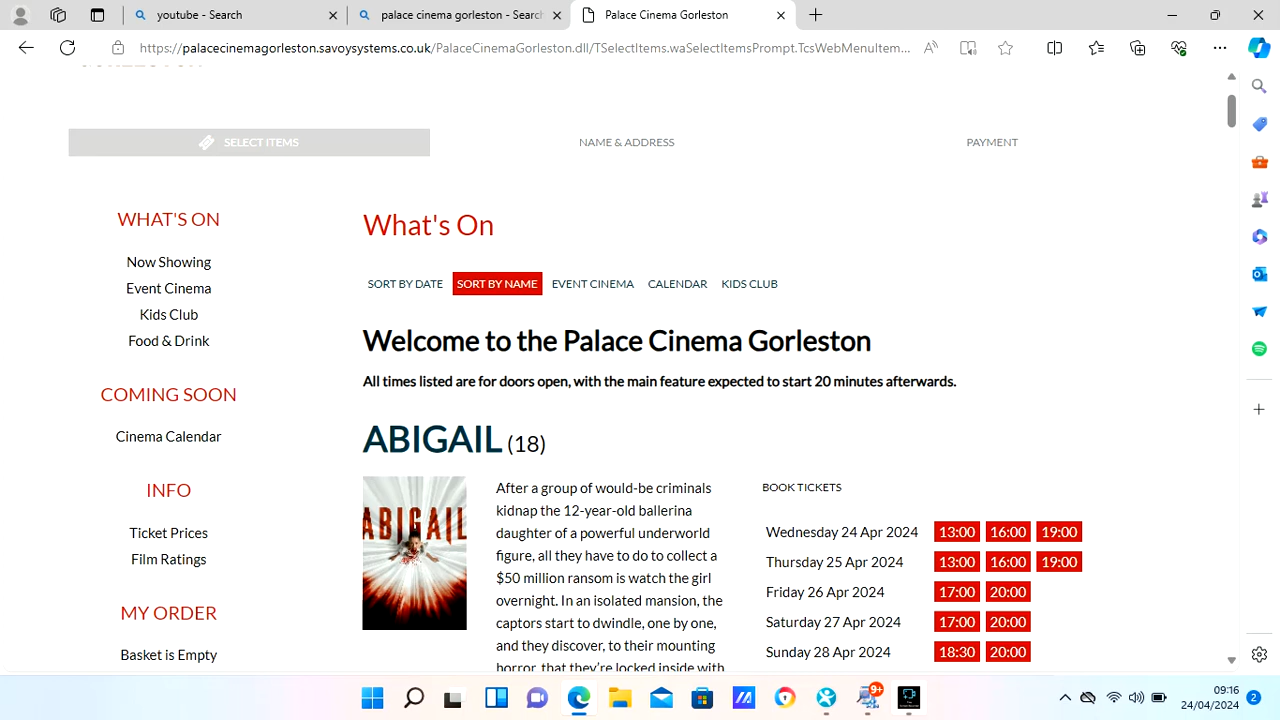 youtube - Search
palace cinema gorleston - Search
Palace Cinema Gorleston
https://palacecinemagorleston.savoysystems.co.uk/PalaceCinemaGorleston.dll/TSelectItems.waSelectItemsPrompt.TcsWebMenuItem...
SELECT ITEMS
NAME & ADDRESS
PAYMENT
WHAT'S ON
Now Showing
Event Cinema
Kids Club
Food & Drink
COMING SOON
Cinema Calendar
INFO
Ticket Prices
Film Ratings
MY ORDER
Basket is Empty
What's On
SORT BY DATE SORT BY NAME EVENT CINEMA CALENDAR KIDS CLUB
Welcome to the Palace Cinema Gorleston
All times listed are for doors open, with the main feature expected to start 20 minutes afterwards.
ABIGAIL (18)
ABIGAIL
After a group of would-be criminals
kidnap the 12-year-old ballerina
daughter of a powerful underworld
figure, all they have to do to collect a
$50 million ransom is watch the girl
overnight. In an isolated mansion, the
captors start to dwindle, one by one,
and they discover, to their mounting
horror, that they're locked inside with
BOOK TICKETS
Wednesday 24 Apr 2024 13:00 16:00 19:00
Thursday 25 Apr 2024 13:00 16:00 19:00
Friday 26 Apr 2024 17:00 20:00
Saturday 27 Apr 2024 17:00 20:00
Sunday 28 Apr 2024 18:30 20:00
9+
09:16
24/04/2024
2